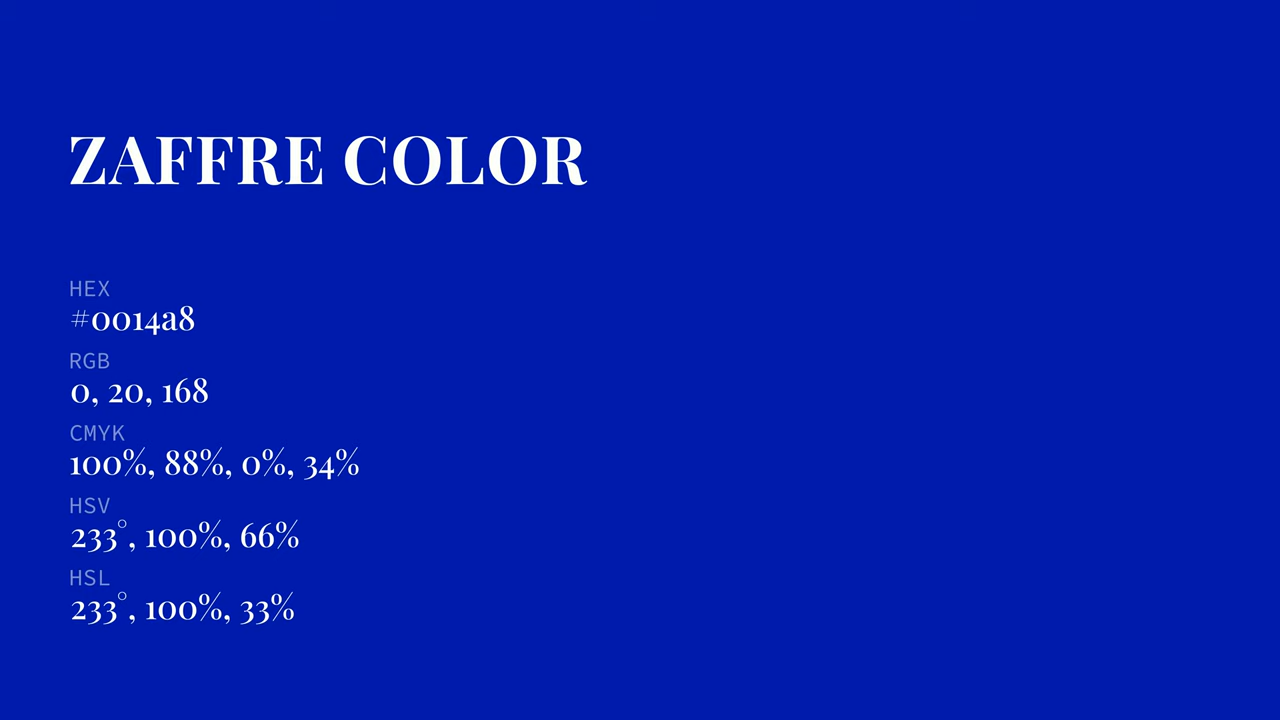 ZAFFRE COLOR
HEX
#0014a8
RGB
0, 20, 168
CMYK
100%, 88%, 0%, 34%
HSV
233°, 100%, 66%
HSL
233°, 100%, 33%